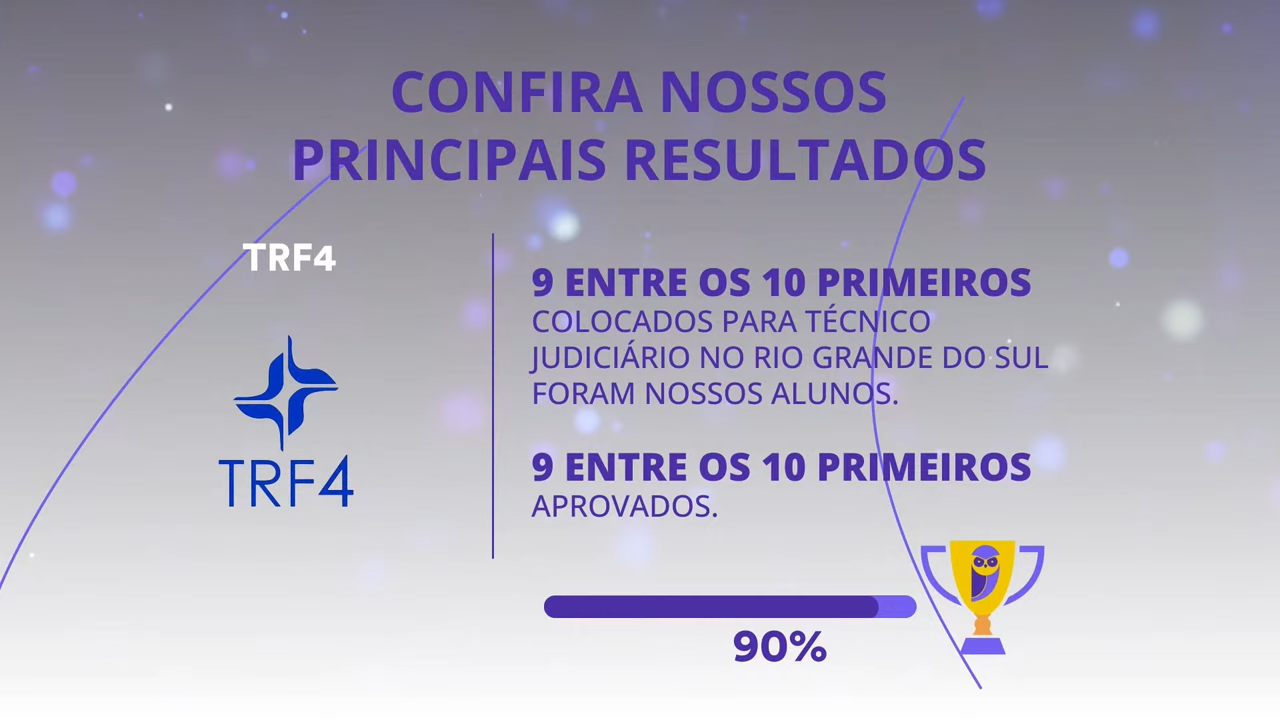 CONFIRA NOSSOS
PRINCIPAIS RESULTADOS
TRF4
TRF4
9 ENTRE OS 10 PRIMEIROS
COLOCADOS PARA TÉCNICO
JUDICIÁRIO NO RIO GRANDE DO SUL
FORAM NOSSOS ALUNOS.
9 ENTRE OS 10 PRIMEIROS
APROVADOS.
90%